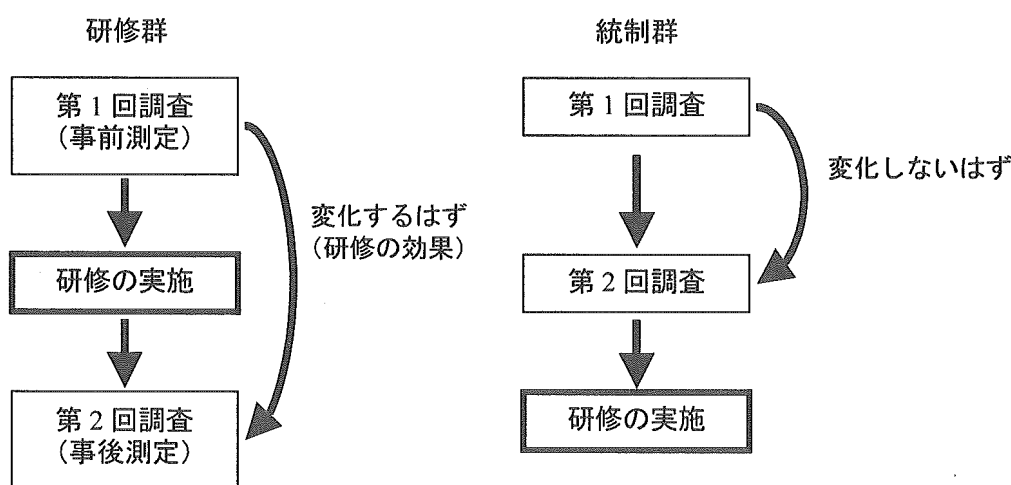 研修群
第1回調査
(事前測定)
変化するはず
(研修の効果)
研修の実施
第2回調査
(事後測定)
統制群
第1回調査
変化しないはず
第2回調査
研修の実施